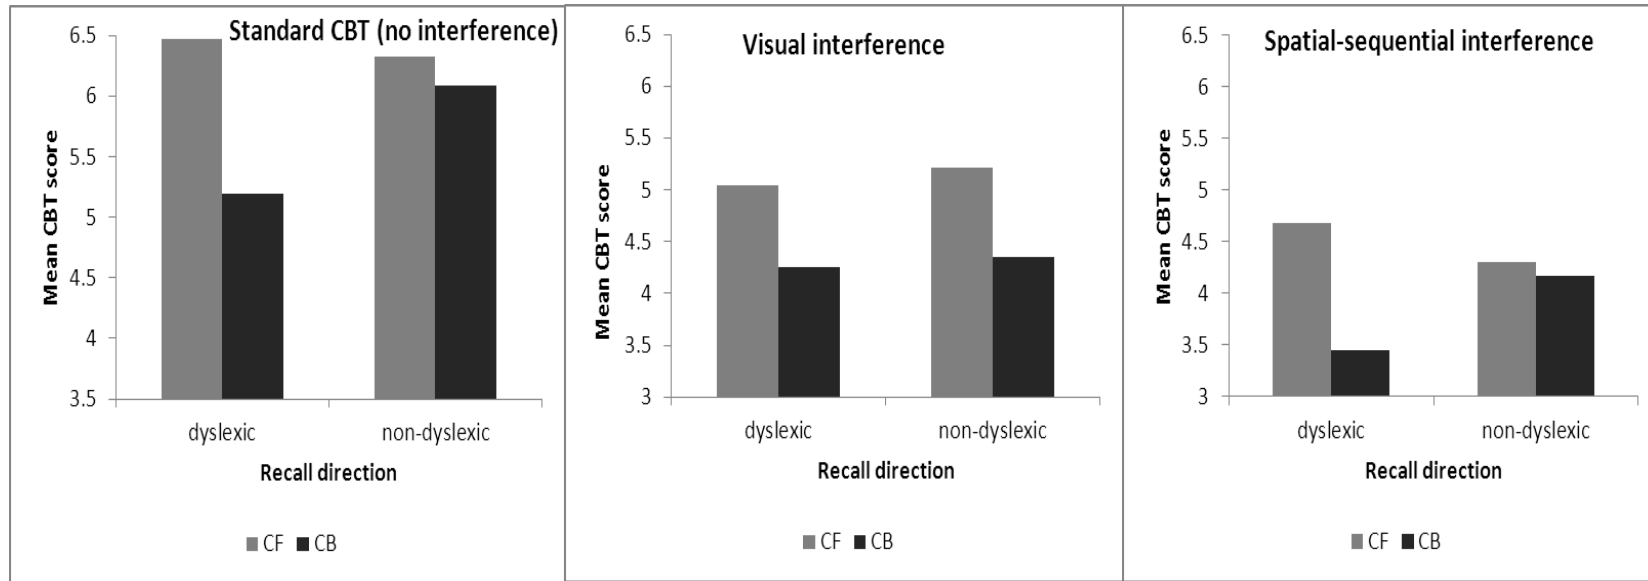 Standard CBT (no interference)
Mean CBT score
6.5
6
5.5
5
4.5
4
3.5
dyslexic non-dyslexic
Recall direction
CF CB
Visual interference
Mean CBT score
6.5
6
5.5
5
4.5
4
3.5
3
dyslexic non-dyslexic
Recall direction
CF CB
Spatial-sequential interference
Mean CBT score
6.5
6
5.5
5
4.5
4
3.5
3
dyslexic non-dyslexic
Recall direction
CF CB